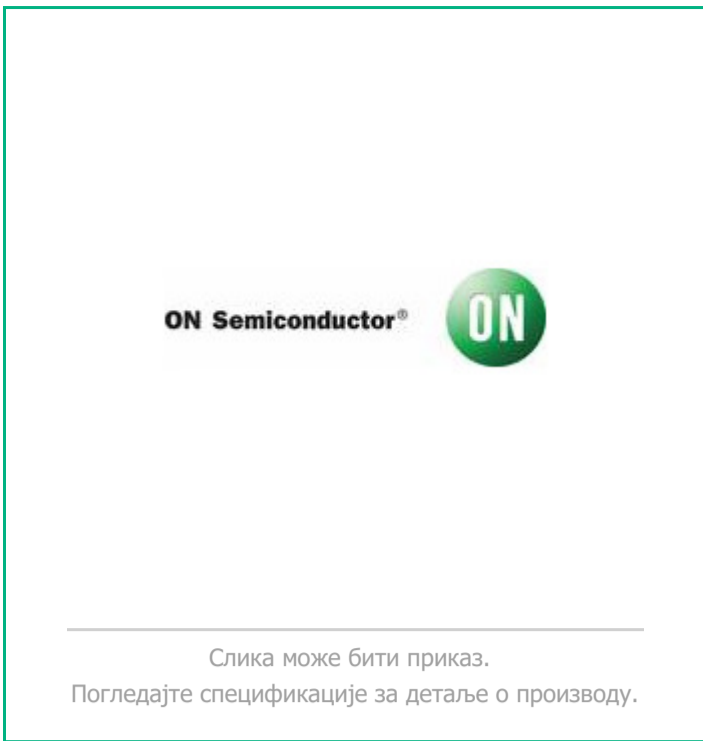 ON Semiconductor® ON
Слика може бити приказ.
Погледајте спецификације за детаље о производу.